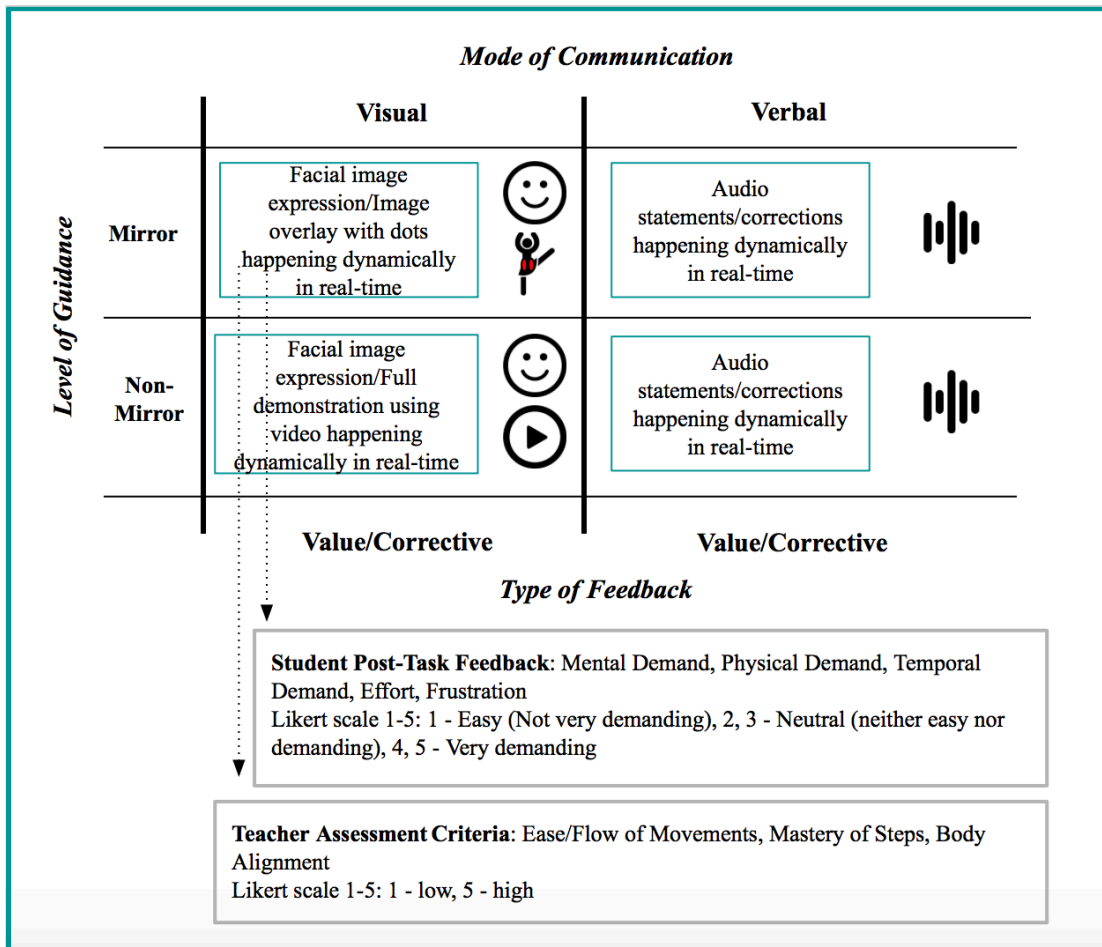 Mode of Communication
Visual
Verbal
Level of Guidance
Mirror
Facial image
expression/Image
overlay with dots
happening dynamically
in real-time
Audio
statements/corrections
happening dynamically
in real-time
Non-
Mirror
Facial image
expression/Full
demonstration using
video happening
dynamically in real-time
Audio
statements/corrections
happening dynamically
in real-time
Value/Corrective
Value/Corrective
Type of Feedback
Student Post-Task Feedback: Mental Demand, Physical Demand, Temporal
Demand, Effort, Frustration
Likert scale 1-5: 1 - Easy (Not very demanding), 2, 3 - Neutral (neither easy nor
demanding), 4, 5 - Very demanding
Teacher Assessment Criteria: Ease/Flow of Movements, Mastery of Steps, Body
Alignment
Likert scale 1-5: 1 - low, 5 - high